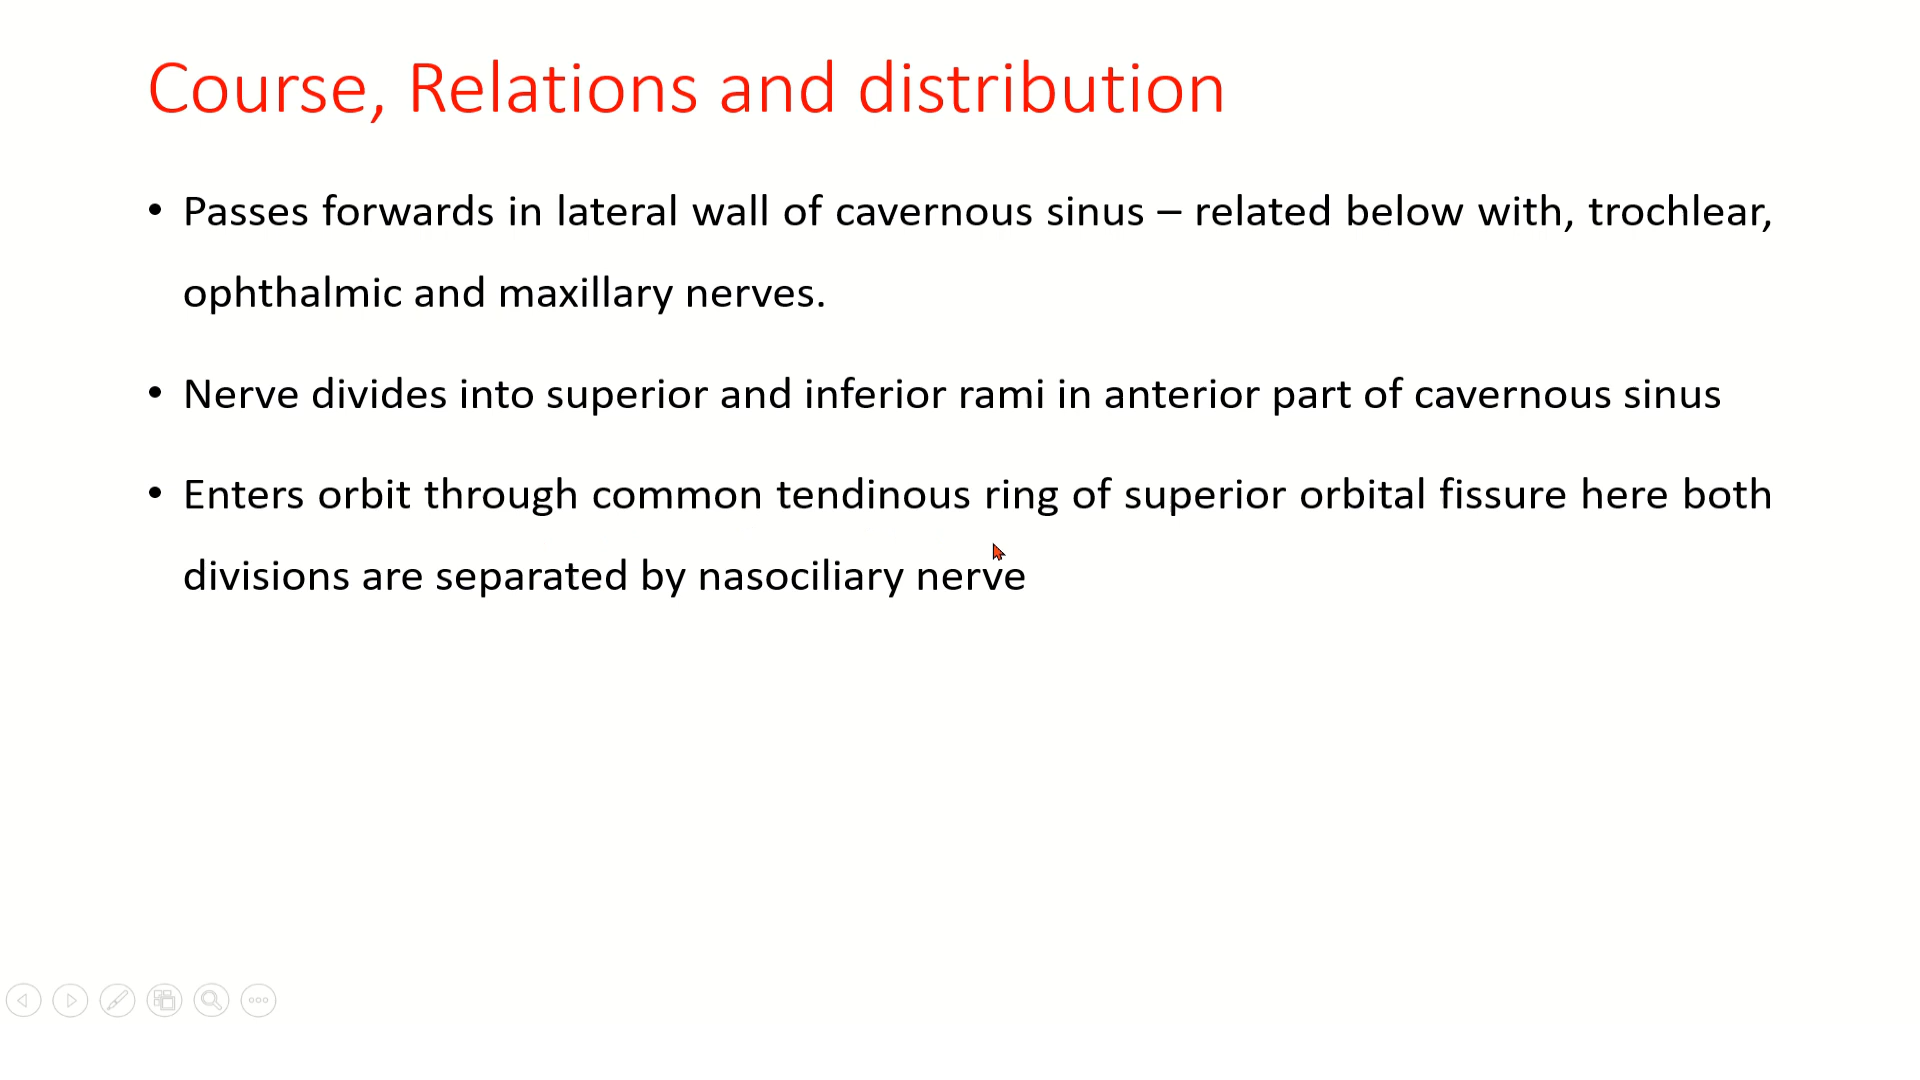 Course, Relations and distribution
• Passes forwards in lateral wall of cavernous sinus – related below with, trochlear,
ophthalmic and maxillary nerves.
• Nerve divides into superior and inferior rami in anterior part of cavernous sinus
• Enters orbit through common tendinous ring of superior orbital fissure here both
divisions are separated by nasociliary nerve